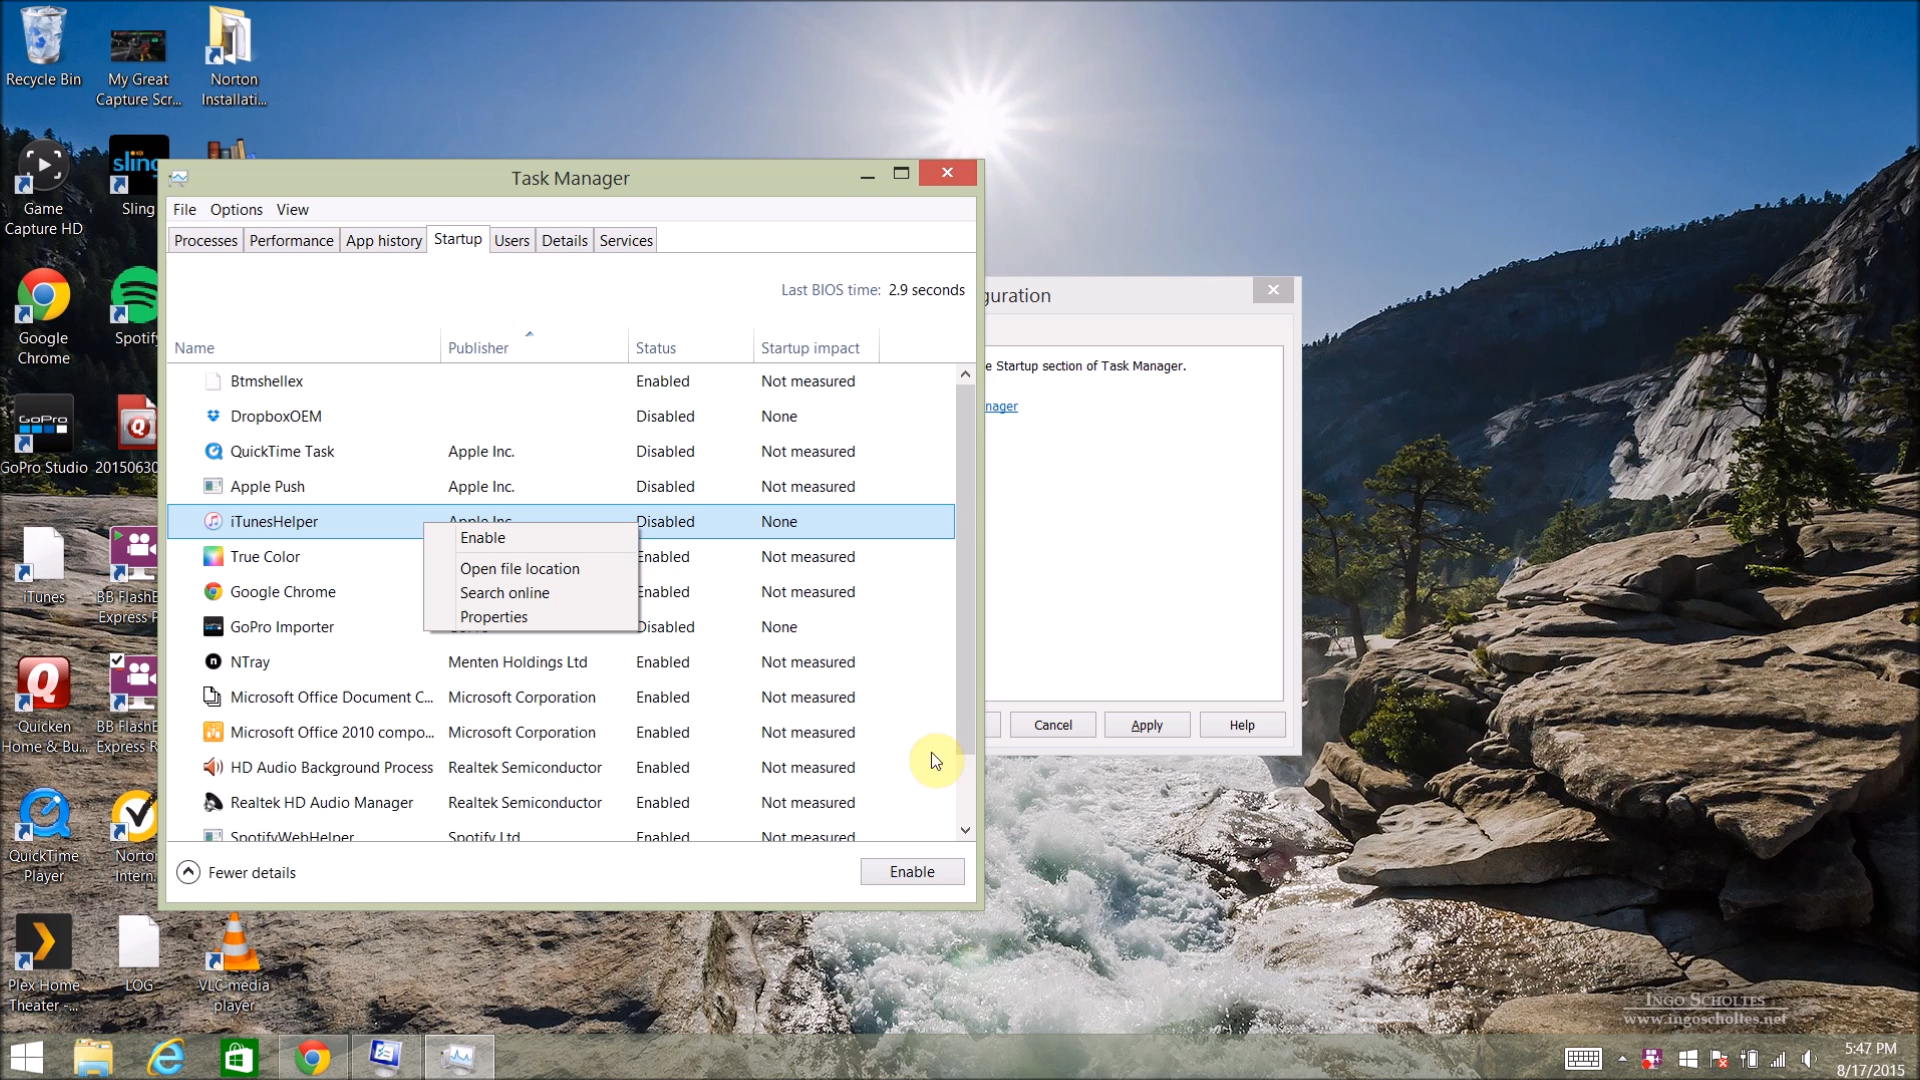 Recycle Bin
My Great
Capture Scr...
Norton
Installati...
Game
Capture HD
sling
Sling
Google
Chrome
Spotify
GoPro
GoPro Studio
20150630
iTunes
BB FlashB
Express P
Quicken
Home & Bu...
BB FlashB
Express R
QuickTime
Player
Norton
Intern...
Plex Home
Theater -...
LOG
VLC media
player
Task Manager
File Options View
Processes Performance App history Startup Users Details Services
Last BIOS time: 2.9 seconds
Name Publisher Status Startup impact
Btmshellex Enabled Not measured
DropboxOEM Disabled None
QuickTime Task Apple Inc. Disabled Not measured
Apple Push Apple Inc. Disabled Not measured
iTunesHelper Apple Inc. Disabled None
True Color Enabled Not measured
Google Chrome Enabled Not measured
GoPro Importer Disabled None
NTray Menten Holdings Ltd Enabled Not measured
Microsoft Office Document C... Microsoft Corporation Enabled Not measured
Microsoft Office 2010 compo... Microsoft Corporation Enabled Not measured
HD Audio Background Process Realtek Semiconductor Enabled Not measured
Realtek HD Audio Manager Realtek Semiconductor Enabled Not measured
SpotifyWebHelper Spotify Ltd Enabled Not measured
Enable
Open file location
Search online
Properties
Fewer details
Enable
guration
e Startup section of Task Manager.
nager
Cancel Apply Help
Ingo Scholtes
www.ingoscholtes.net
5:47 PM
8/17/2015